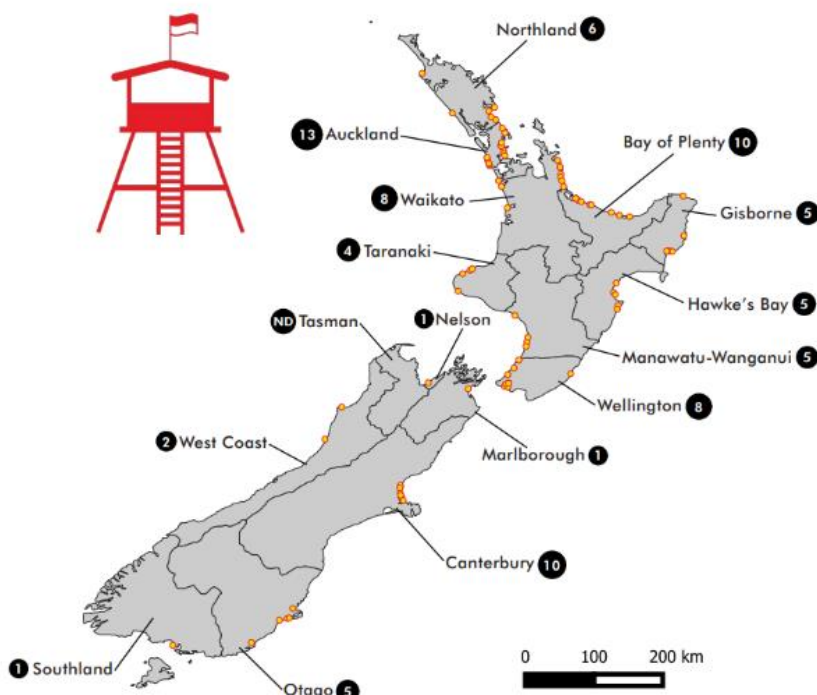 Northland 6
13 Auckland
Bay of Plenty 10
8 Waikato
Gisborne 5
4 Taranaki
Hawke's Bay 5
ND Tasman
1 Nelson
Manawatu-Wanganui 5
Wellington 8
2 West Coast
Marlborough 1
Canterbury 10
1 Southland
Otago 5
0 100 200 km